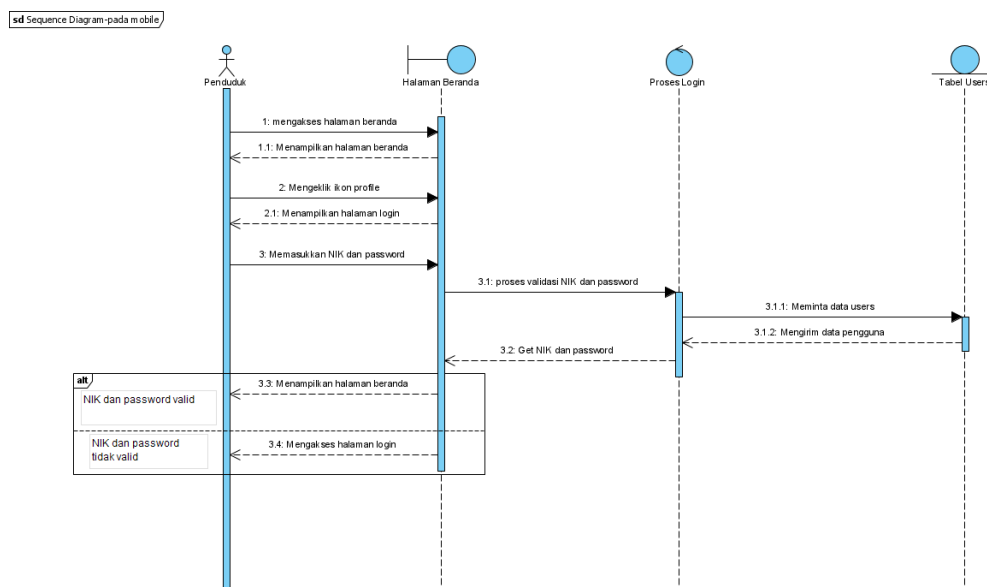 sd Sequence Diagram-pada mobile
Penduduk
Halaman Beranda
Proses Login
Tabel Users
1: mengakses halaman beranda
1.1: Menampilkan halaman beranda
2: Mengeklik ikon profile
2.1: Menampilkan halaman login
3: Memasukkan NIK dan password
3.1: proses validasi NIK dan password
3.1.1: Meminta data users
3.1.2: Mengirim data pengguna
3.2: Get NIK dan password
alt
3.3: Menampilkan halaman beranda
NIK dan password valid
NIK dan password
tidak valid
3.4: Mengakses halaman login